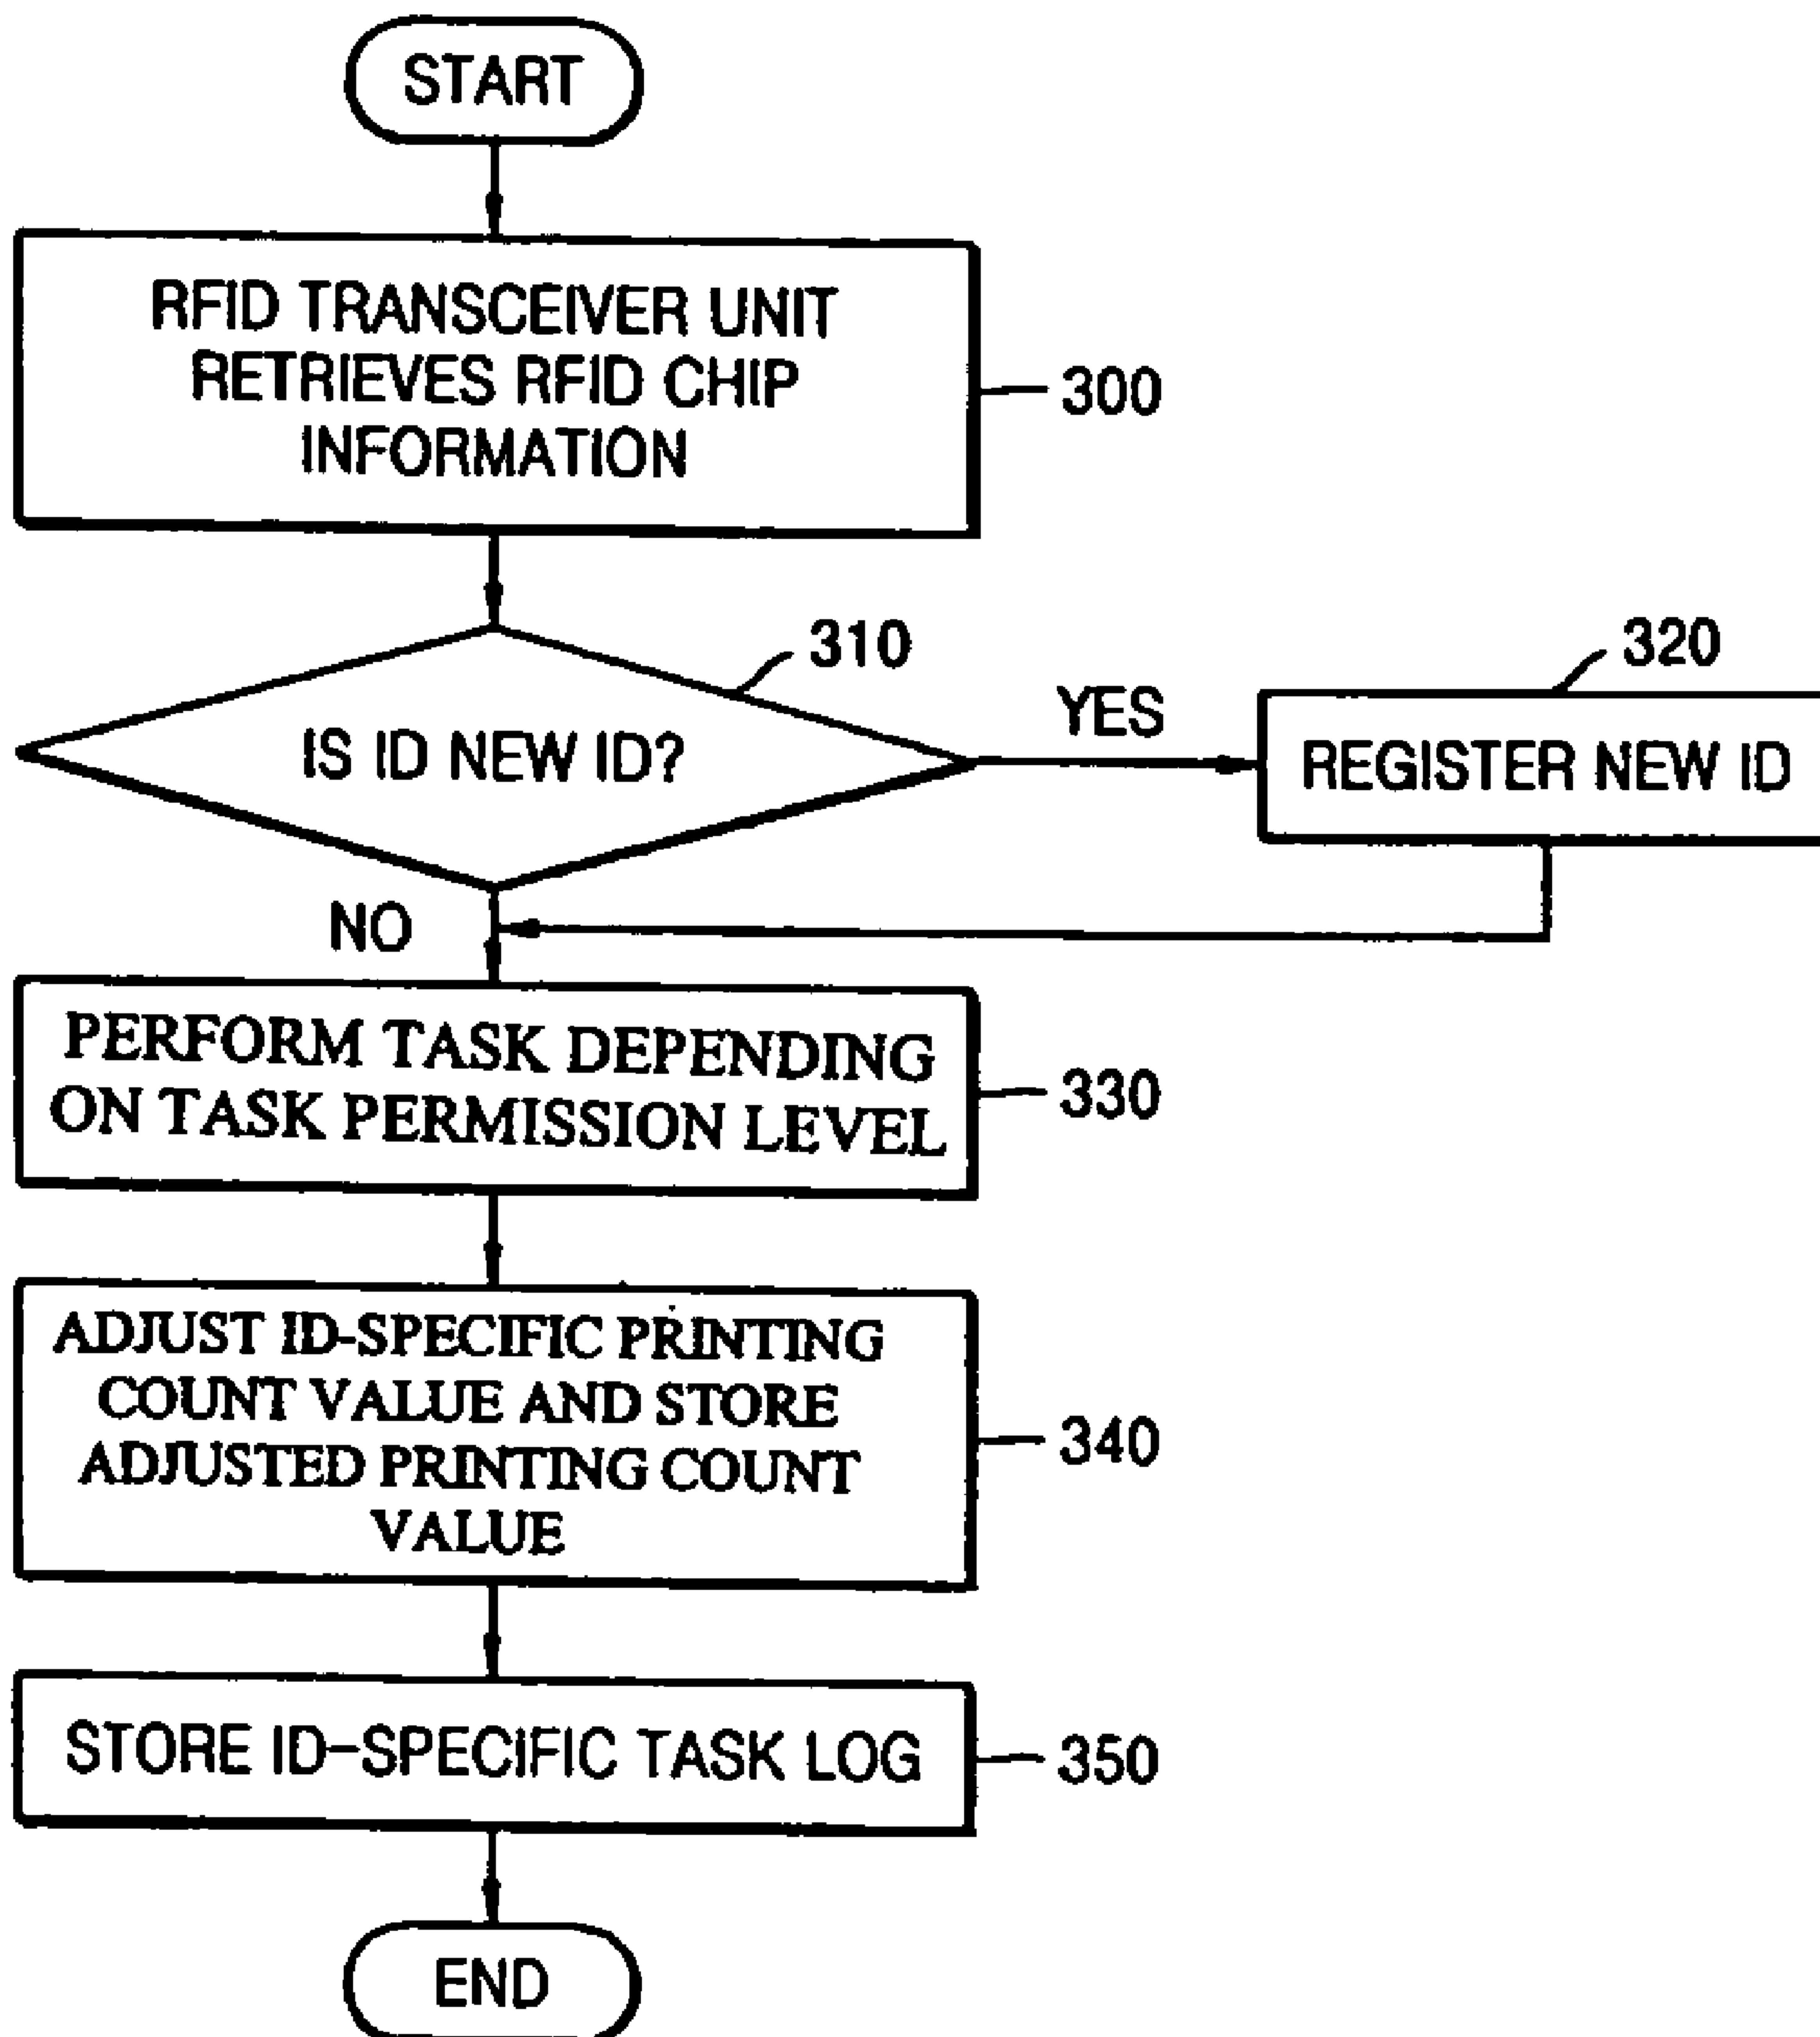 START
RFID TRANSCEIVER UNIT
RETRIEVES RFID CHIP
INFORMATION
300
310
IS ID NEW ID?
YES
320
REGISTER NEW ID
NO
PERFORM TASK DEPENDING
ON TASK PERMISSION LEVEL
330
ADJUST ID-SPECIFIC PRINTING
COUNT VALUE AND STORE
ADJUSTED PRINTING COUNT
VALUE
340
STORE ID-SPECIFIC TASK LOG
350
END